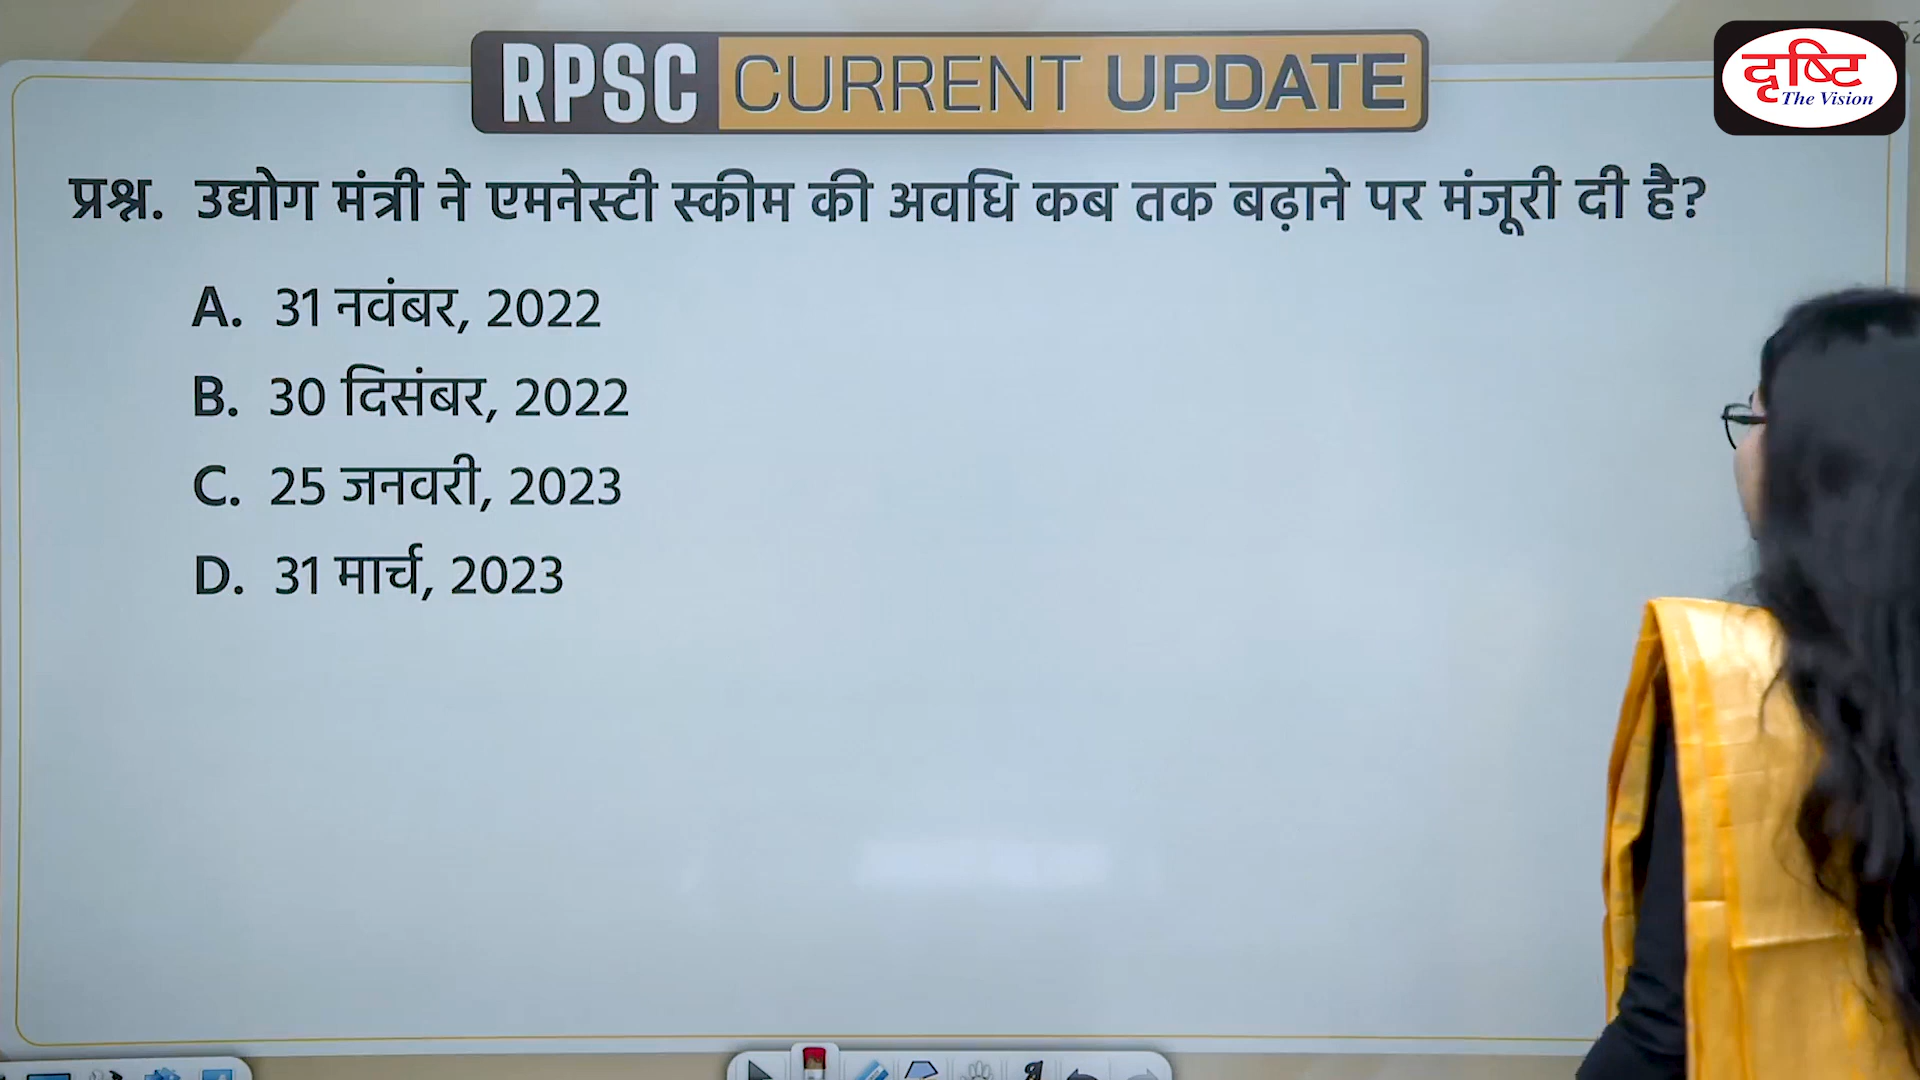 RPSC CURRENT UPDATE
दृष्टि
The Vision
प्रश्न. उद्योग मंत्री ने एमनेस्टी स्कीम की अवधि कब तक बढ़ाने पर मंजूरी दी है?
A. 31 नवंबर, 2022
B. 30 दिसंबर, 2022
C. 25 जनवरी, 2023
D. 31 मार्च, 2023